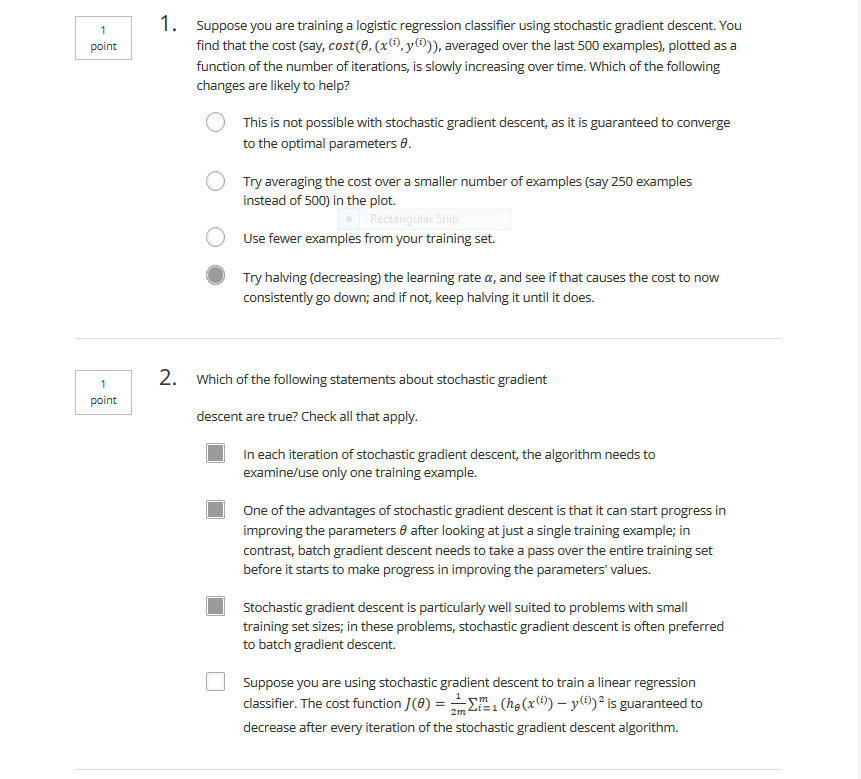 1
point
1. Suppose you are training a logistic regression classifier using stochastic gradient descent. You
find that the cost (say, cost(θ, (x⁽ⁱ⁾, y⁽ⁱ⁾)), averaged over the last 500 examples), plotted as a
function of the number of iterations, is slowly increasing over time. Which of the following
changes are likely to help?
This is not possible with stochastic gradient descent, as it is guaranteed to converge
to the optimal parameters θ.
Try averaging the cost over a smaller number of examples (say 250 examples
instead of 500) in the plot.
Rectangular Snip
Use fewer examples from your training set.
Try halving (decreasing) the learning rate α, and see if that causes the cost to now
consistently go down; and if not, keep halving it until it does.
1
point
2. Which of the following statements about stochastic gradient
descent are true? Check all that apply.
In each iteration of stochastic gradient descent, the algorithm needs to
examine/use only one training example.
One of the advantages of stochastic gradient descent is that it can start progress in
improving the parameters θ after looking at just a single training example; in
contrast, batch gradient descent needs to take a pass over the entire training set
before it starts to make progress in improving the parameters' values.
Stochastic gradient descent is particularly well suited to problems with small
training set sizes; in these problems, stochastic gradient descent is often preferred
to batch gradient descent.
Suppose you are using stochastic gradient descent to train a linear regression
classifier. The cost function J(θ) = 1/2m Σᵢ₌₁ᵐ (hθ(x⁽ⁱ⁾) − y⁽ⁱ⁾)² is guaranteed to
decrease after every iteration of the stochastic gradient descent algorithm.